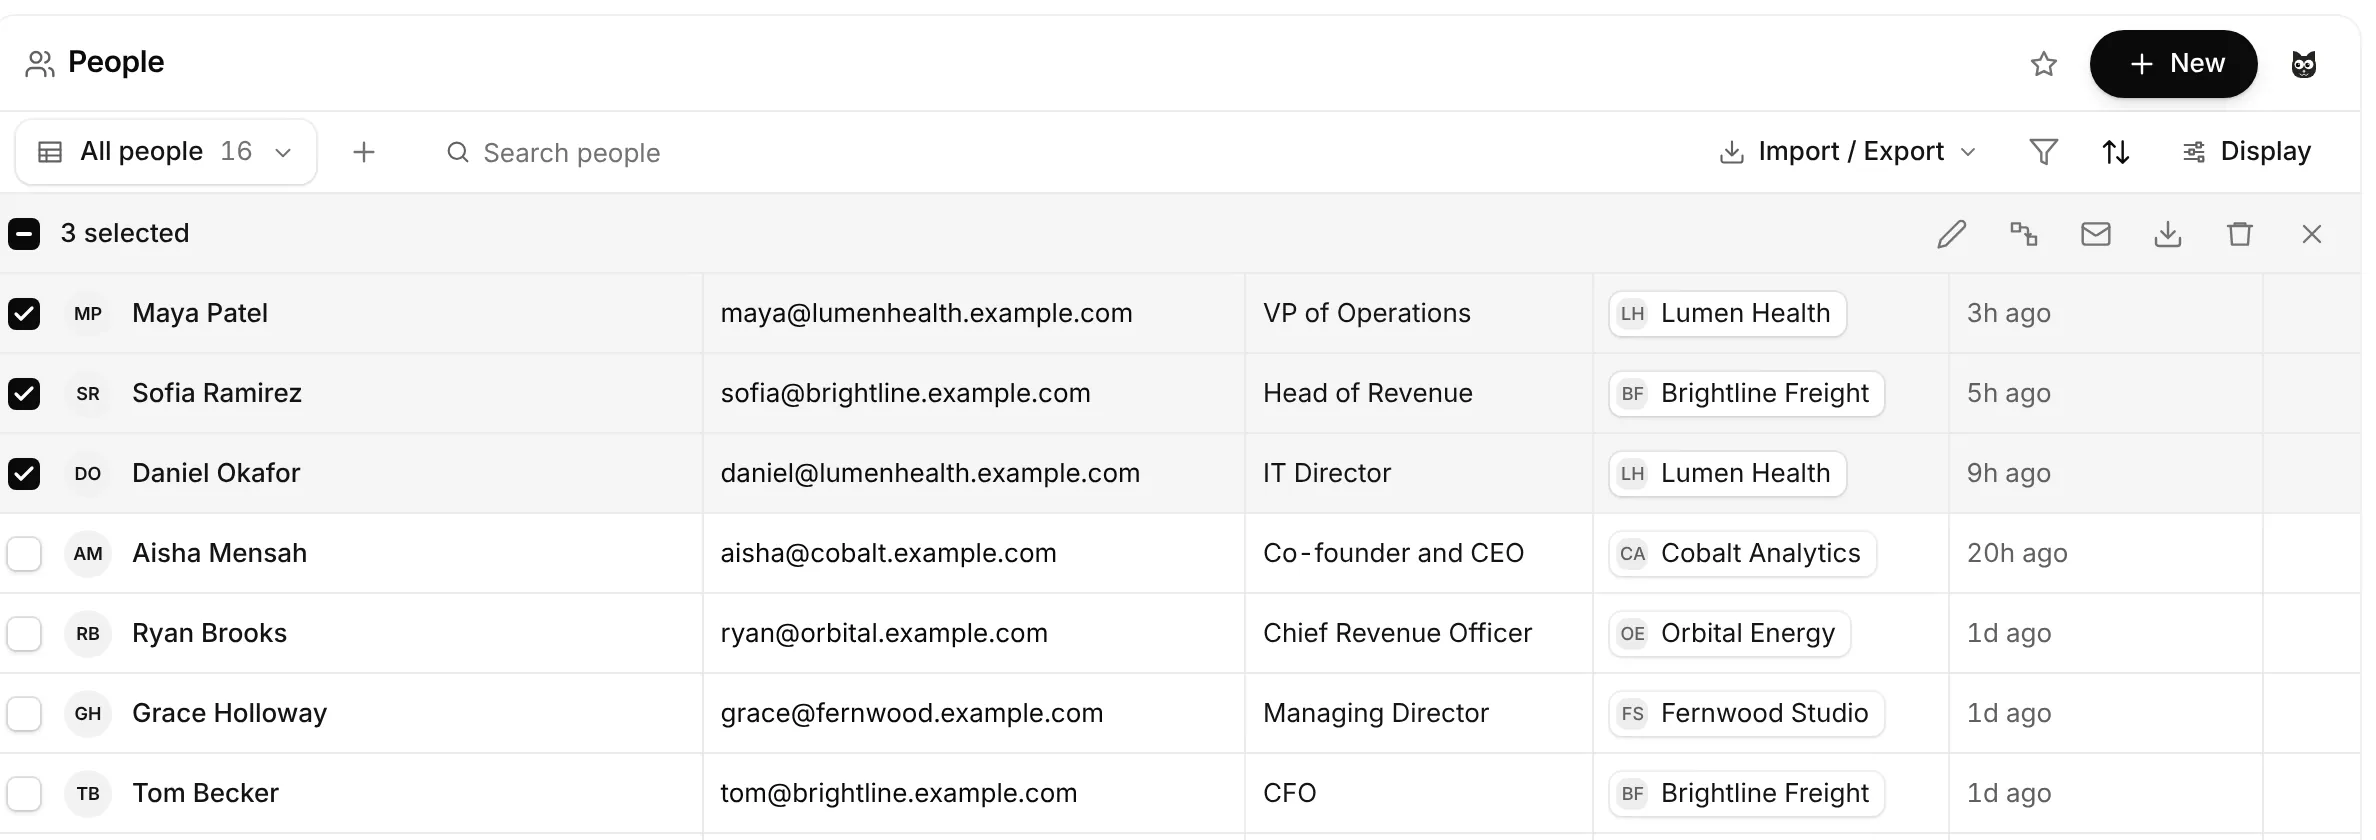 People
New
All people 16
Search people
Import / Export
Display
3 selected
MP Maya Patel maya@lumenhealth.example.com VP of Operations LH Lumen Health 3h ago
SR Sofia Ramirez sofia@brightline.example.com Head of Revenue BF Brightline Freight 5h ago
DO Daniel Okafor daniel@lumenhealth.example.com IT Director LH Lumen Health 9h ago
AM Aisha Mensah aisha@cobalt.example.com Co-founder and CEO CA Cobalt Analytics 20h ago
RB Ryan Brooks ryan@orbital.example.com Chief Revenue Officer OE Orbital Energy 1d ago
GH Grace Holloway grace@fernwood.example.com Managing Director FS Fernwood Studio 1d ago
TB Tom Becker tom@brightline.example.com CFO BF Brightline Freight 1d ago